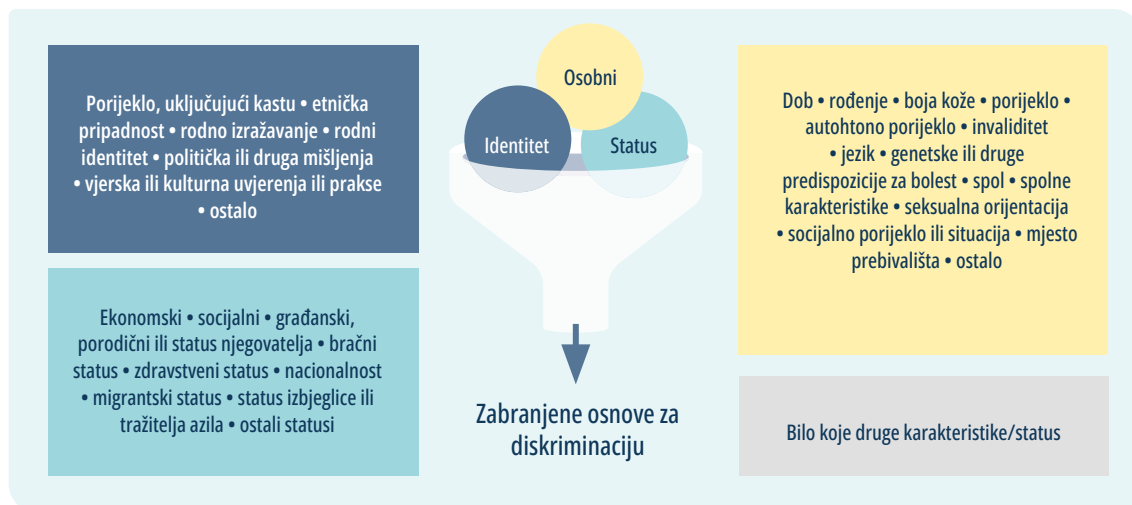 Porijeklo, uključujući kastu • etnička
pripadnost • rodno izražavanje • rodni
identitet • politička ili druga mišljenja
• vjerska ili kulturna uvjerenja ili prakse
• ostalo
Ekonomski • socijalni • građanski,
porodični ili status njegovatelja • bračni
status • zdravstveni status • nacionalnost
• migrantski status • status izbjeglice ili
tražitelja azila • ostali statusi
Osobni
Identitet
Status
Zabranjene osnove za
diskriminaciju
Dob • rođenje • boja kože • porijeklo •
autohtono porijeklo • invaliditet
• jezik • genetske ili druge
predispozicije za bolest • spol • spolne
karakteristike • seksualna orijentacija
• socijalno porijeklo ili situacija • mjesto
prebivališta • ostalo
Bilo koje druge karakteristike/status